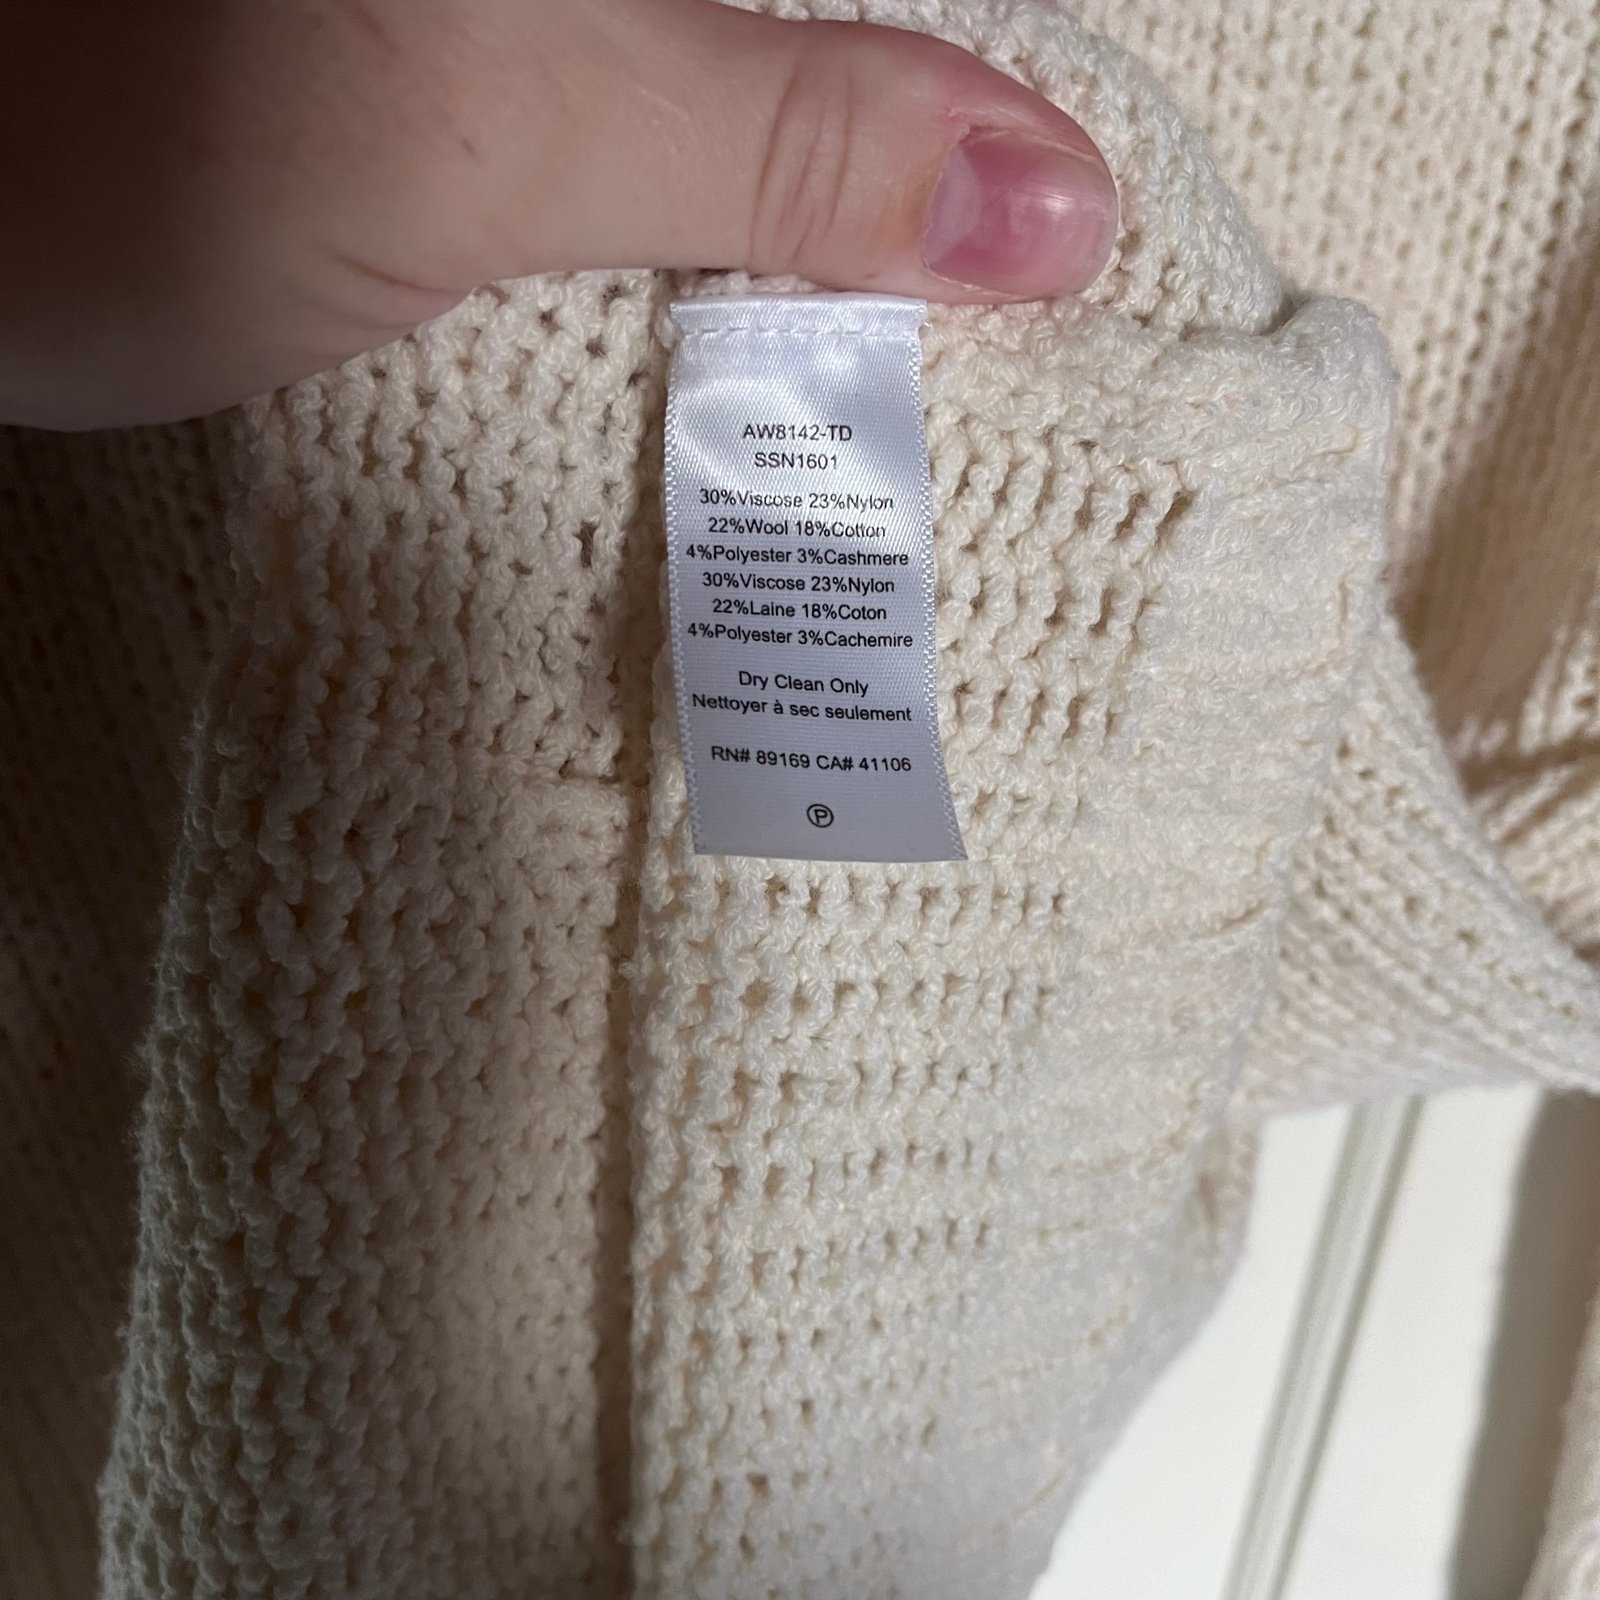 AW8142-TD
SSN1601
30%Viscose 23%Nylon
22%Wool 18%Cotton
4%Polyester 3%Cashmere
30%Viscose 23%Nylon
22%Laine 18%Coton
4%Polyester 3%Cachemire
Dry Clean Only
Nettoyer à sec seulement
RN# 89169 CA# 41106
Ⓟ